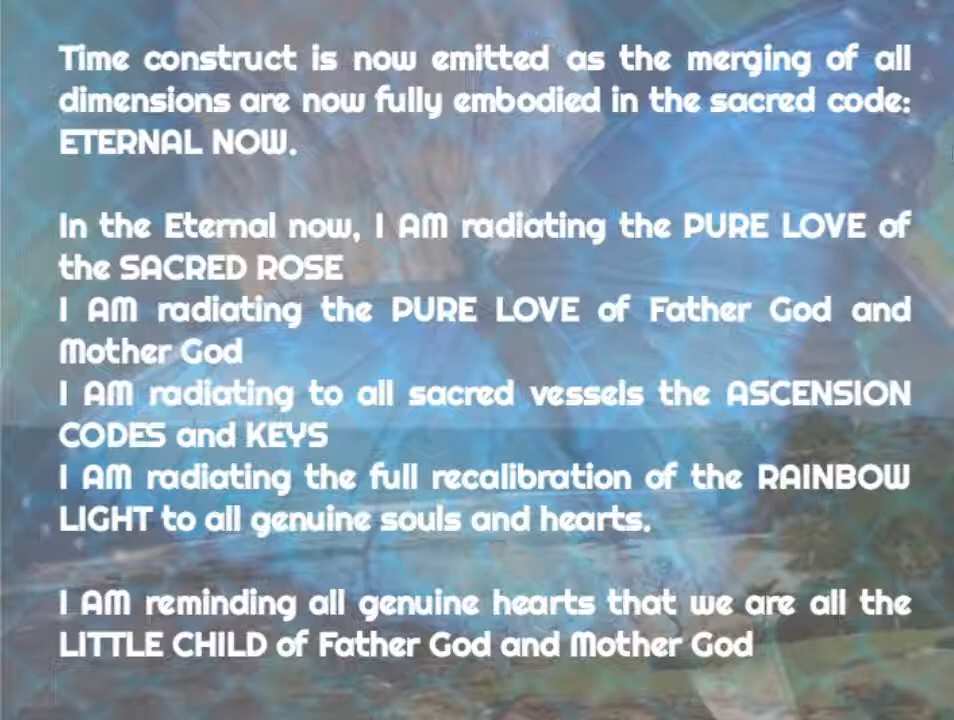 Time construct is now emitted as the merging of all
dimensions are now fully embodied in the sacred code:
ETERNAL NOW.
In the Eternal now, I AM radiating the PURE LOVE of
the SACRED ROSE
I AM radiating the PURE LOVE of Father God and
Mother God
I AM radiating to all sacred vessels the ASCENSION
CODES and KEYS
I AM radiating the full recalibration of the RAINBOW
LIGHT to all genuine souls and hearts.
I AM reminding all genuine hearts that we are all the
LITTLE CHILD of Father God and Mother God